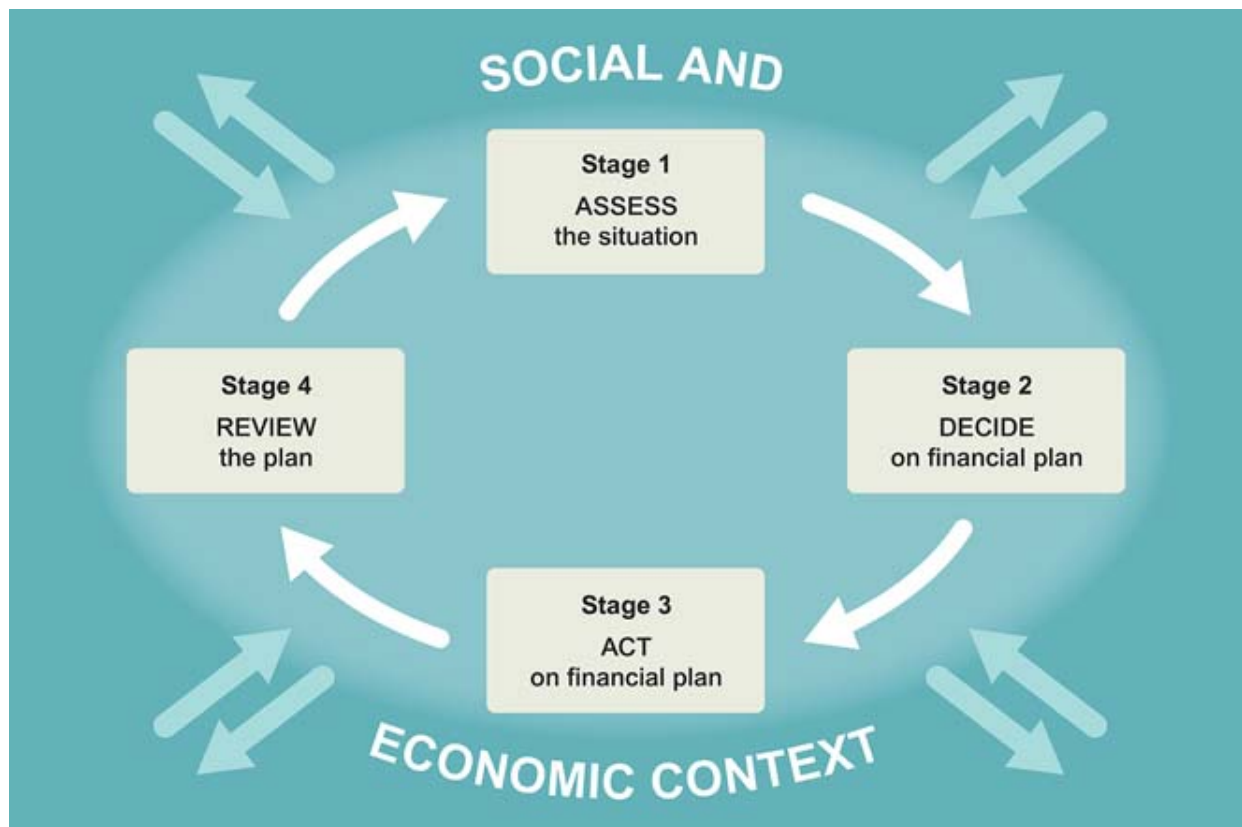 SOCIAL AND
Stage 1
ASSESS
the situation
Stage 2
DECIDE
on financial plan
Stage 3
ACT
on financial plan
Stage 4
REVIEW
the plan
ECONOMIC CONTEXT